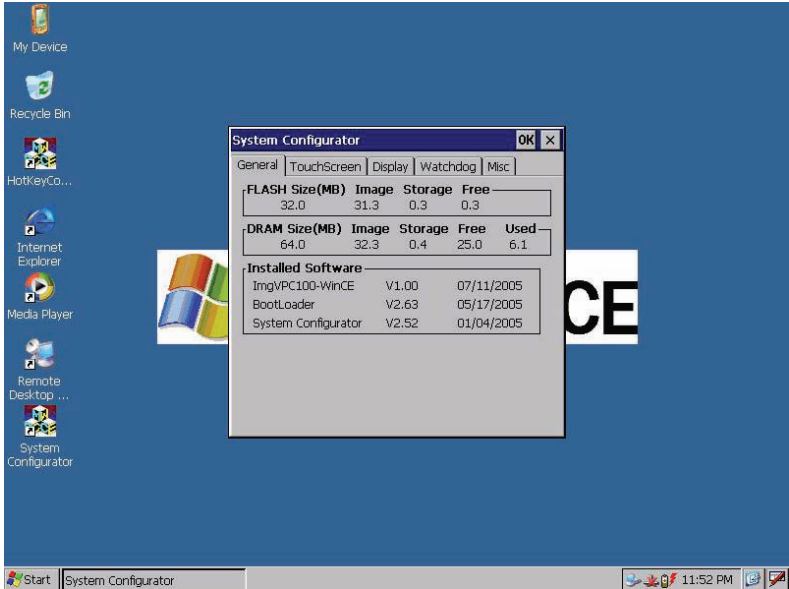 My Device
Recycle Bin
HotKeyCo...
Internet
Explorer
Media Player
Remote
Desktop ...
System
Configurator
System Configurator OK ×
General TouchScreen Display Watchdog Misc
FLASH Size(MB) Image Storage Free
32.0 31.3 0.3 0.3
DRAM Size(MB) Image Storage Free Used
64.0 32.3 0.4 25.0 6.1
Installed Software
ImgVPC100-WinCE V1.00 07/11/2005
BootLoader V2.63 05/17/2005
System Configurator V2.52 01/04/2005
CE
Start System Configurator 11:52 PM